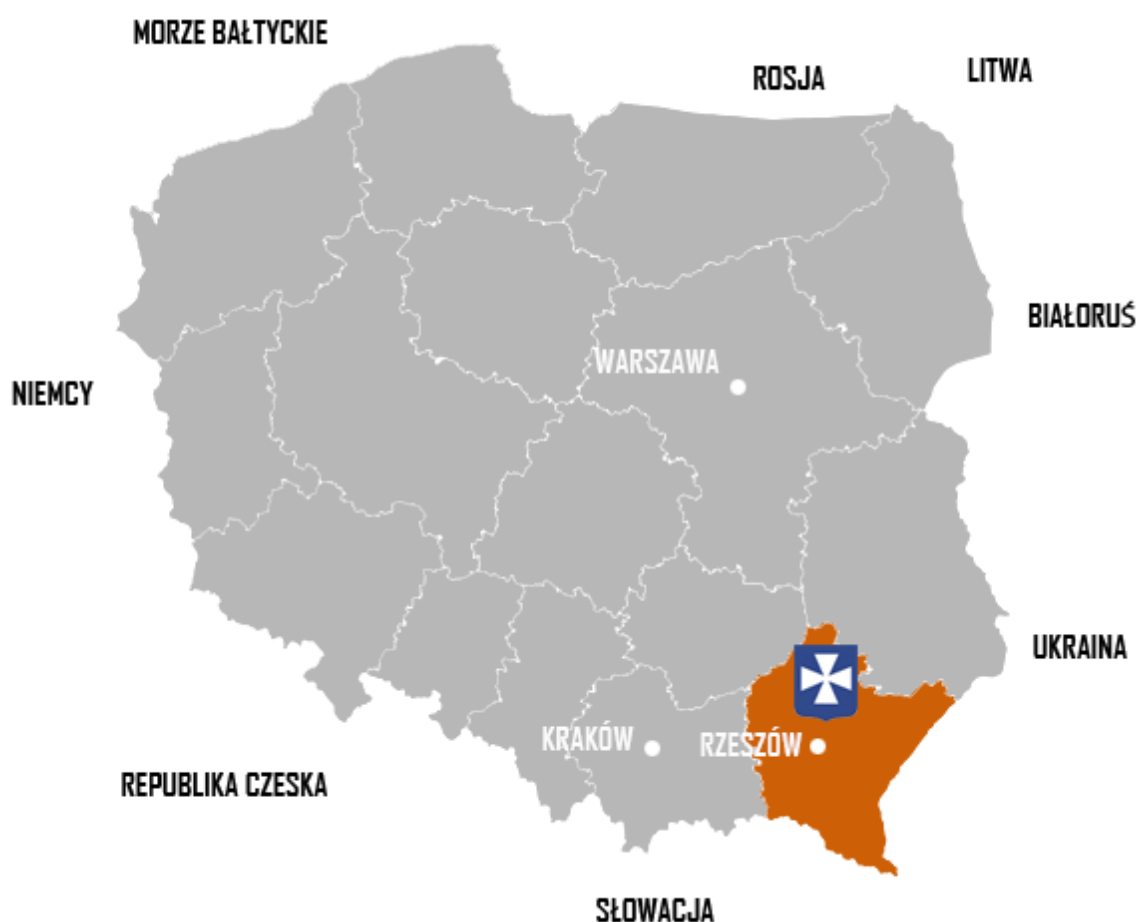 MORZE BAŁTYCKIE
ROSJA
LITWA
BIAŁORUŚ
WARSZAWA
NIEMCY
UKRAINA
KRAKÓW
RZESZÓW
REPUBLIKA CZESKA
SŁOWACJA